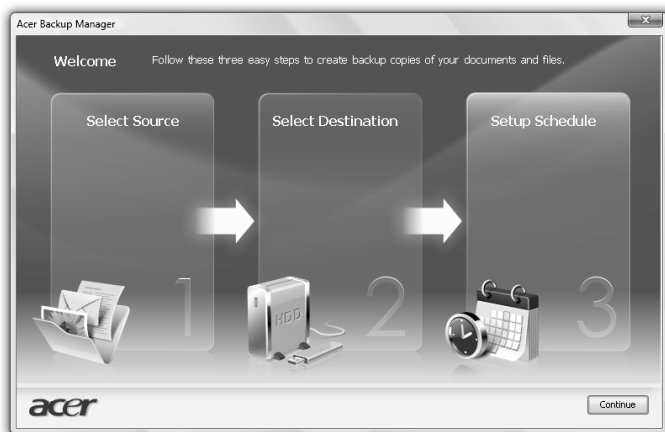 Acer Backup Manager
Welcome
Follow these three easy steps to create backup copies of your documents and files.
Select Source
Select Destination
Setup Schedule
1
HDD
2
3
acer
Continue